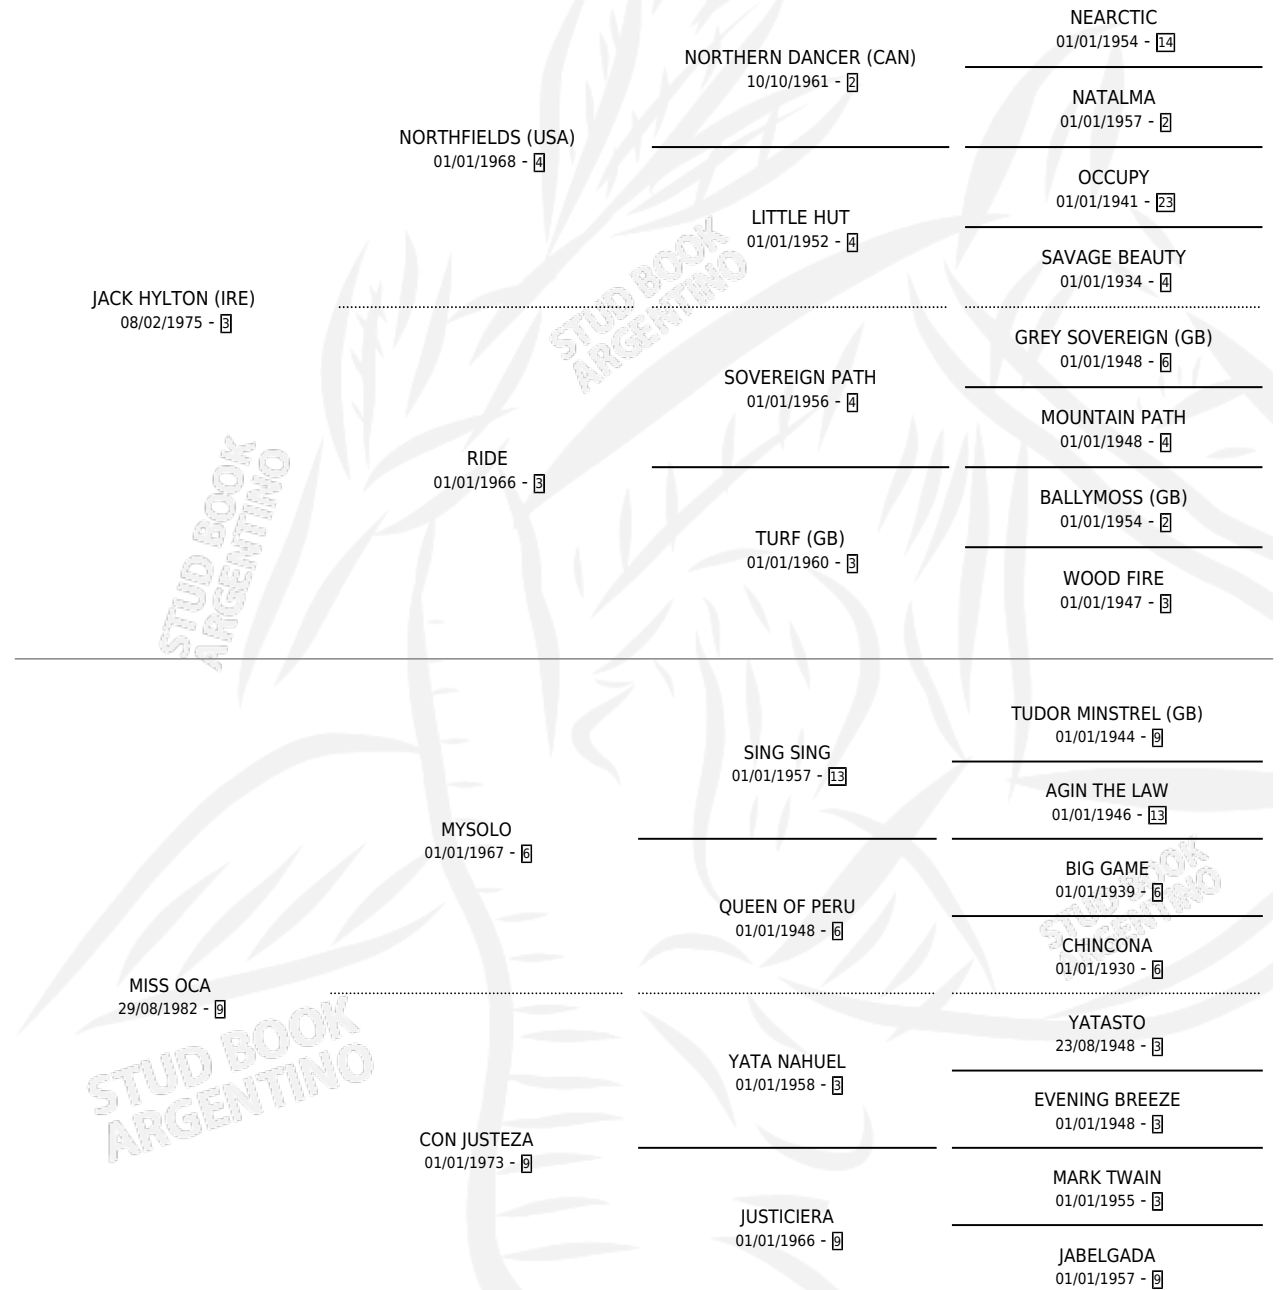 NEARCTIC
01/01/1954 - 14
NORTHERN DANCER (CAN)
10/10/1961 - 2
NATALMA
01/01/1957 - 2
NORTHFIELDS (USA)
01/01/1968 - 4
OCCUPY
01/01/1941 - 23
LITTLE HUT
01/01/1952 - 4
SAVAGE BEAUTY
01/01/1934 - 4
JACK HYLTON (IRE)
08/02/1975 - 3
GREY SOVEREIGN (GB)
01/01/1948 - 6
SOVEREIGN PATH
01/01/1956 - 4
MOUNTAIN PATH
01/01/1948 - 4
RIDE
01/01/1966 - 3
BALLYMOSS (GB)
01/01/1954 - 2
TURF (GB)
01/01/1960 - 3
WOOD FIRE
01/01/1947 - 3
TUDOR MINSTREL (GB)
01/01/1944 - 9
SING SING
01/01/1957 - 13
AGIN THE LAW
01/01/1946 - 13
MYSOLO
01/01/1967 - 6
BIG GAME
01/01/1939 - 6
QUEEN OF PERU
01/01/1948 - 6
CHINCONA
01/01/1930 - 6
MISS OCA
29/08/1982 - 9
YATASTO
23/08/1948 - 3
YATA NAHUEL
01/01/1958 - 3
EVENING BREEZE
01/01/1948 - 3
CON JUSTEZA
01/01/1973 - 9
MARK TWAIN
01/01/1955 - 3
JUSTICIERA
01/01/1966 - 9
JABELGADA
01/01/1957 - 9
STUD BOOK
ARGENTINO
STUD BOOK
ARGENTINO
STUD BOOK
ARGENTINO
STUD BOOK
ARGENTINO